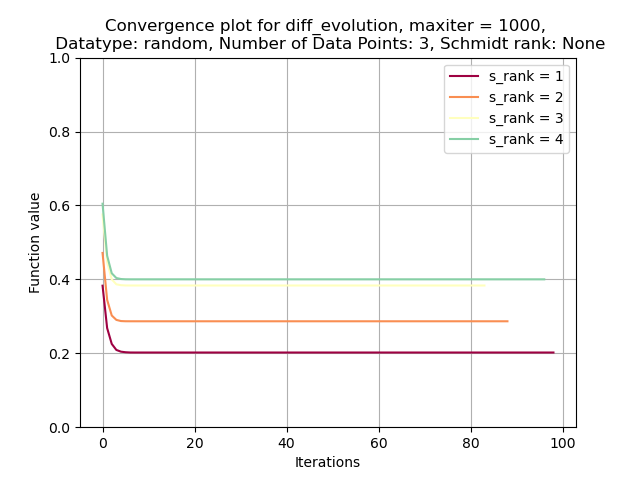 Convergence plot for diff_evolution, maxiter = 1000,
Datatype: random, Number of Data Points: 3, Schmidt rank: None
1.0
0.8
0.6
0.4
0.2
0.0
Function value
s_rank = 1
s_rank = 2
s_rank = 3
s_rank = 4
0 20 40 60 80 100
Iterations